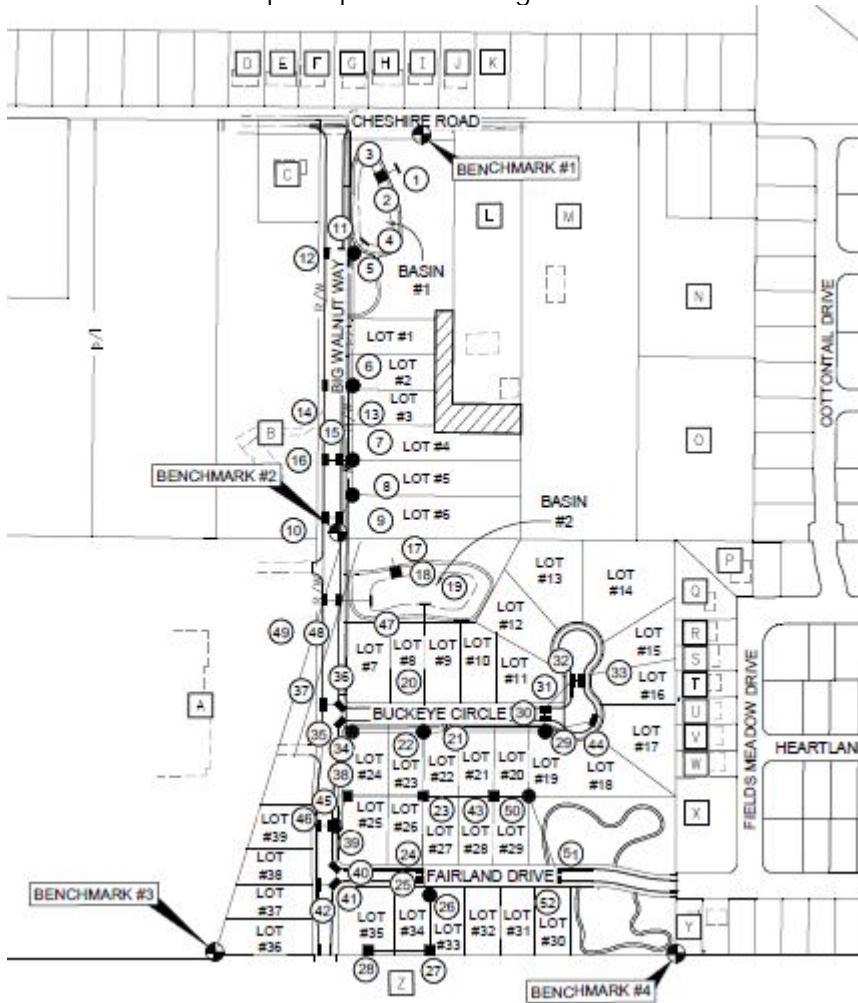 D E F G H I J K
CHESHIRE ROAD
BENCHMARK #1
C
3
1
2
L
M
11
4
12
5
BASIN
#1
N
R/W
BIG WALNUT WAY
COTTONTAIL DRIVE
LOT #1
p/l
6
LOT
#2
LOT
#3
14
13
B
15
7
LOT #4
O
16
BENCHMARK #2
LOT #5
8
BASIN
#2
9
LOT #6
10
17
LOT
#13
LOT
#14
P
18
19
Q
R/W
LOT
#12
49
48
47
LOT
#15
R
S
LOT
#7
LOT
#8
LOT
#9
LOT
#10
LOT
#11
32
33
LOT
#16
T
36
20
31
37
A
BUCKEYE CIRCLE
30
U
FIELDS MEADOW DRIVE
35
34
22
21
29
44
LOT
#17
V
HEARTLAN
W
38
LOT
#24
LOT
#23
LOT
#22
LOT
#21
LOT
#20
LOT
#19
LOT
#18
45
46
LOT
#25
LOT
#26
23
43
50
X
LOT
#39
39
LOT
#27
LOT
#28
LOT
#29
24
51
LOT
#38
40
25
FAIRLAND DRIVE
LOT
#37
41
42
26
52
BENCHMARK #3
LOT
#36
LOT
#35
LOT
#34
LOT
#33
LOT
#32
LOT
#31
LOT
#30
Y
28
27
Z
BENCHMARK #4